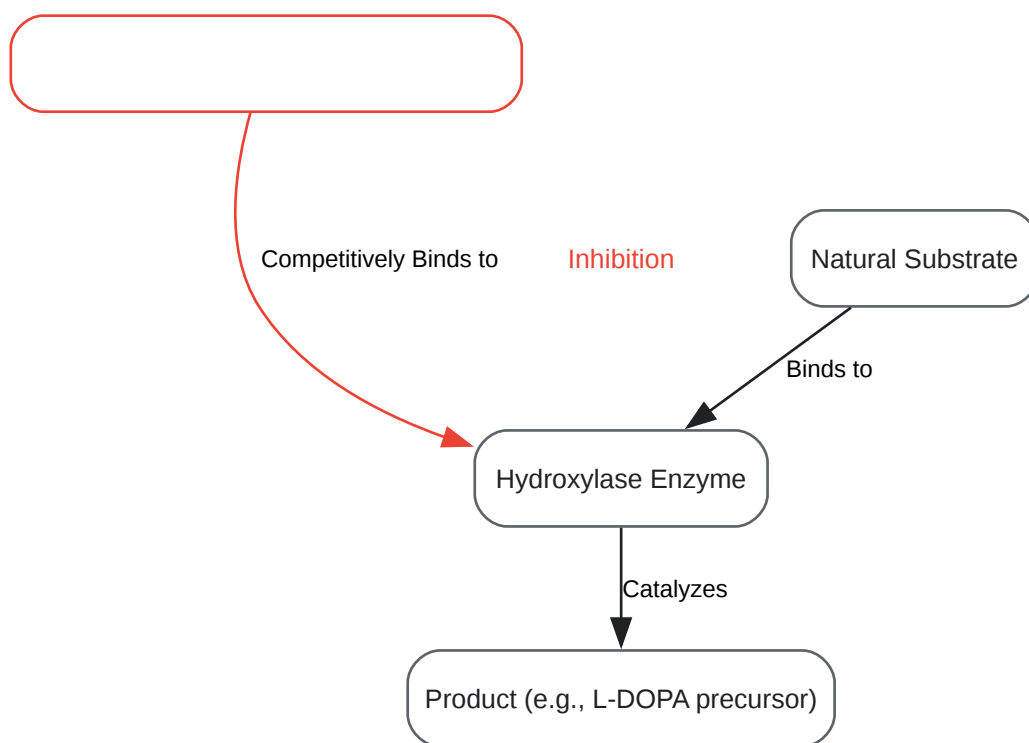 Competitively Binds to
Inhibition
Natural Substrate
Binds to
Hydroxylase Enzyme
Catalyzes
Product (e.g., L-DOPA precursor)